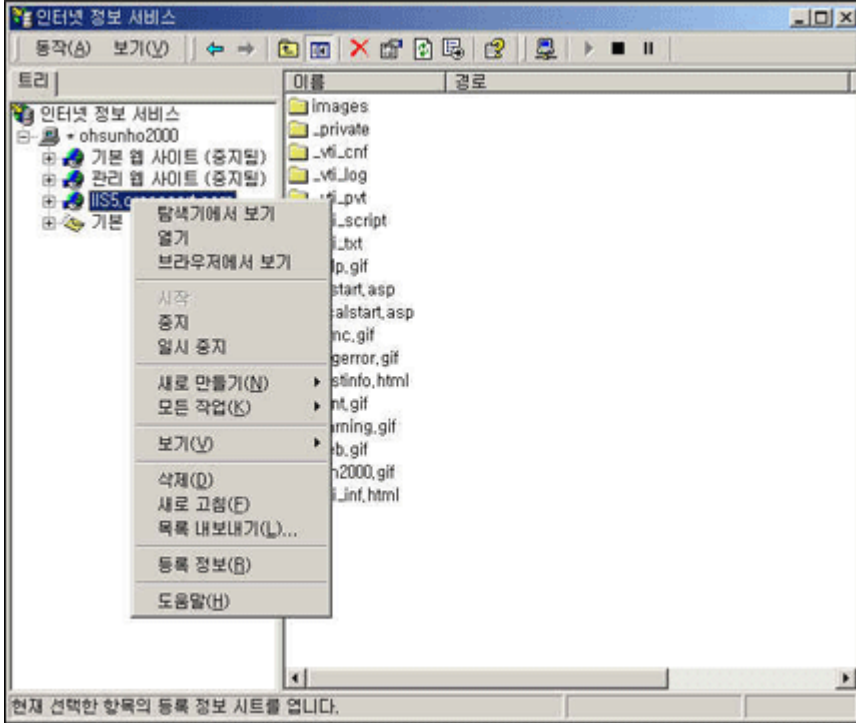 인터넷 정보 서비스
동작(A) 보기(V)
트리
이름 경로
인터넷 정보 서비스
* ohsunho2000
기본 웹 사이트 (중지됨)
관리 웹 사이트 (중지됨)
기본
탐색기에서 보기
열기
브라우저에서 보기
시작
중지
일시 중지
새로 만들기(N)
모든 작업(K)
보기(V)
삭제(D)
새로 고침(F)
목록 내보내기(L)...
등록 정보(R)
도움말(H)
images
_private
_vti_cnf
_vti_log
_vti_pvt
i_script
i_txt
lp.gif
start.asp
alstart.asp
nc.gif
gerror.gif
stinfo.html
nt.gif
rning.gif
eb.gif
n2000.gif
i_inf.html
현재 선택한 항목의 등록 정보 시트를 엽니다.